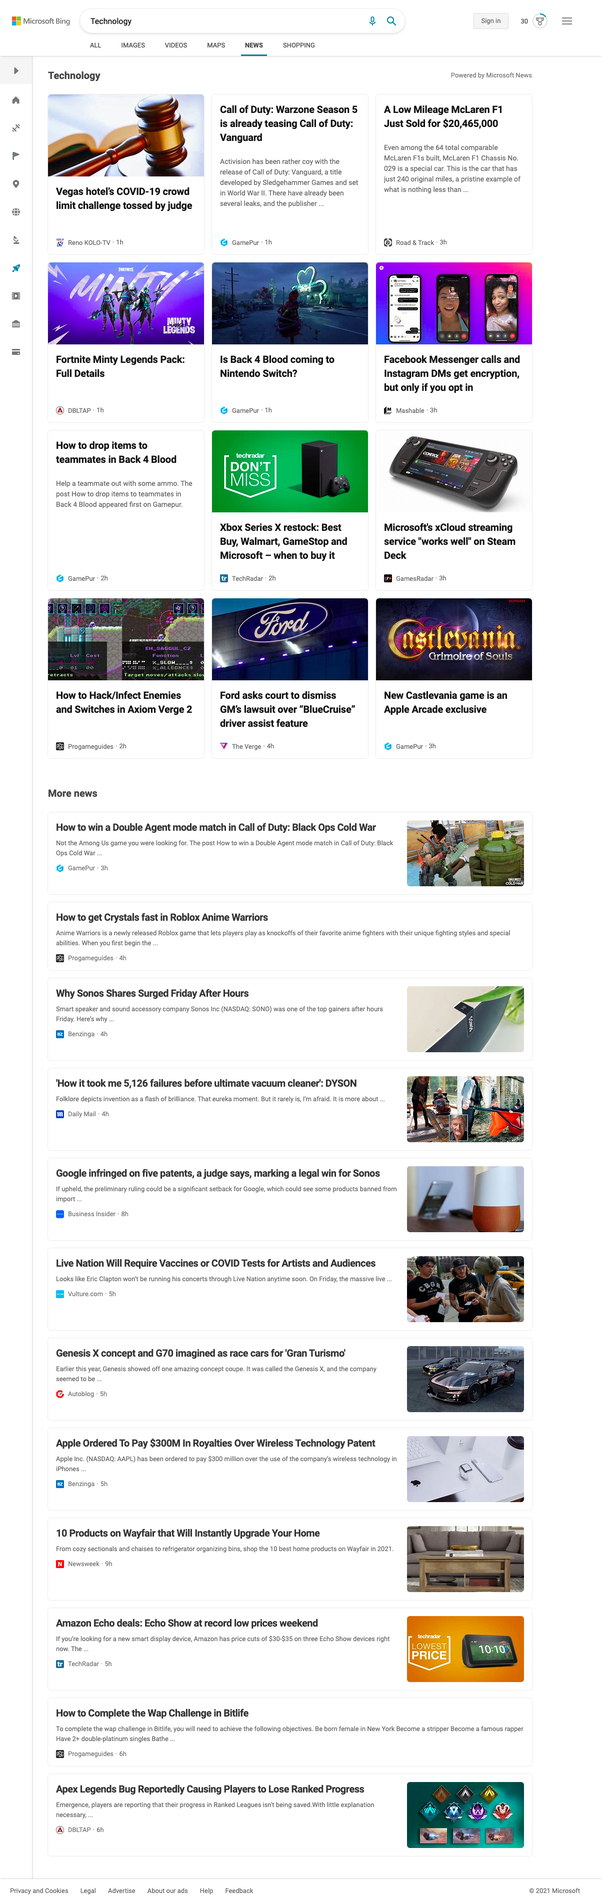 Microsoft Bing
Technology
Sign in
30
ALL
IMAGES
VIDEOS
MAPS
NEWS
SHOPPING
Technology
Powered by Microsoft News
Vegas hotel's COVID-19 crowd
limit challenge tossed by judge
Reno KOLO-TV · 1h
Call of Duty: Warzone Season 5
is already teasing Call of Duty:
Vanguard
Activision has been rather coy with the
release of Call of Duty: Vanguard, a title
developed by Sledgehammer Games and set
in World War II. There have already been
several leaks, and the publisher ...
GamePur · 1h
A Low Mileage McLaren F1
Just Sold for $20,465,000
Even among the 64 total comparable
McLaren F1s built, McLaren F1 Chassis No.
029 is a special car. This is the car that has
just 240 original miles, a pristine example of
what is nothing less than ...
Road & Track · 3h
FORTNITE
MINTY
MINTY
LEGENDS
Fortnite Minty Legends Pack:
Full Details
DBLTAP · 1h
Is Back 4 Blood coming to
Nintendo Switch?
GamePur · 1h
Facebook Messenger calls and
Instagram DMs get encryption,
but only if you opt in
Mashable · 3h
How to drop items to
teammates in Back 4 Blood
Help a teammate out with some ammo. The
post How to drop items to teammates in
Back 4 Blood appeared first on Gamepur.
GamePur · 2h
techradar
DON'T
MISS
Xbox Series X restock: Best
Buy, Walmart, GameStop and
Microsoft – when to buy it
TechRadar · 2h
Microsoft's xCloud streaming
service "works well" on Steam
Deck
GamesRadar · 3h
EH_SAGGUL_C2
Lvl Cost
Function
X_SLOW____
X_ALLIENCE
Target moves/attacks slow
How to Hack/Infect Enemies
and Switches in Axiom Verge 2
Progameguides · 2h
Ford
Ford asks court to dismiss
GM's lawsuit over "BlueCruise"
driver assist feature
The Verge · 4h
Castlevania
Grimoire of Souls
New Castlevania game is an
Apple Arcade exclusive
GamePur · 3h
More news
How to win a Double Agent mode match in Call of Duty: Black Ops Cold War
Not the Among Us game you were looking for. The post How to win a Double Agent mode match in Call of Duty: Black
Ops Cold War ...
GamePur · 3h
COLD WAR
How to get Crystals fast in Roblox Anime Warriors
Anime Warriors is a newly released Roblox game that lets players play as knockoffs of their favorite anime fighters with their unique fighting styles and special
abilities. When you first begin the ...
Progameguides · 4h
Why Sonos Shares Surged Friday After Hours
Smart speaker and sound accessory company Sonos Inc (NASDAQ: SONO) was one of the top gainers after hours
Friday. Here's why ...
Benzinga · 4h
'How it took me 5,126 failures before ultimate vacuum cleaner': DYSON
Folklore depicts invention as a flash of brilliance. That eureka moment. But it rarely is, I'm afraid. It is more about ...
Daily Mail · 4h
Google infringed on five patents, a judge says, marking a legal win for Sonos
If upheld, the preliminary ruling could be a significant setback for Google, which could see some products banned from
import ...
Business Insider · 8h
Live Nation Will Require Vaccines or COVID Tests for Artists and Audiences
Looks like Eric Clapton won't be running his concerts through Live Nation anytime soon. On Friday, the massive live ...
Vulture.com · 5h
Genesis X concept and G70 imagined as race cars for 'Gran Turismo'
Earlier this year, Genesis showed off one amazing concept coupe. It was called the Genesis X, and the company
seemed to be ...
Autoblog · 5h
Apple Ordered To Pay $300M In Royalties Over Wireless Technology Patent
Apple Inc. (NASDAQ: AAPL) has been ordered to pay $300 million over the use of the company's wireless technology in
iPhones ...
Benzinga · 5h
10 Products on Wayfair that Will Instantly Upgrade Your Home
From cozy sectionals and chaises to refrigerator organizing bins, shop the 10 best home products on Wayfair in 2021.
Newsweek · 9h
Amazon Echo deals: Echo Show at record low prices weekend
If you're looking for a new smart display device, Amazon has price cuts of $30-$35 on three Echo Show devices right
now. The ...
TechRadar · 5h
techradar
LOWEST
PRICE
10:10
How to Complete the Wap Challenge in Bitlife
To complete the wap challenge in Bitlife, you will need to achieve the following objectives. Be born female in New York Become a stripper Become a famous rapper
Have 2+ double-platinum singles Bathe ...
Progameguides · 6h
Apex Legends Bug Reportedly Causing Players to Lose Ranked Progress
Emergence, players are reporting that their progress in Ranked Leagues isn't being saved.With little explanation
necessary, ...
DBLTAP · 6h
Privacy and Cookies
Legal
Advertise
About our ads
Help
Feedback
© 2021 Microsoft